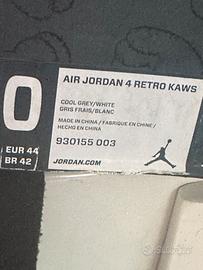 0
AIR JORDAN 4 RETRO KAWS
COOL GREY/WHITE
GRIS FRAIS/BLANC
MADE IN CHINA / FABRIQUE EN CHINE /
HECHO EN CHINA
930155 003
EUR 44
BR 42
JORDAN.COM
subito